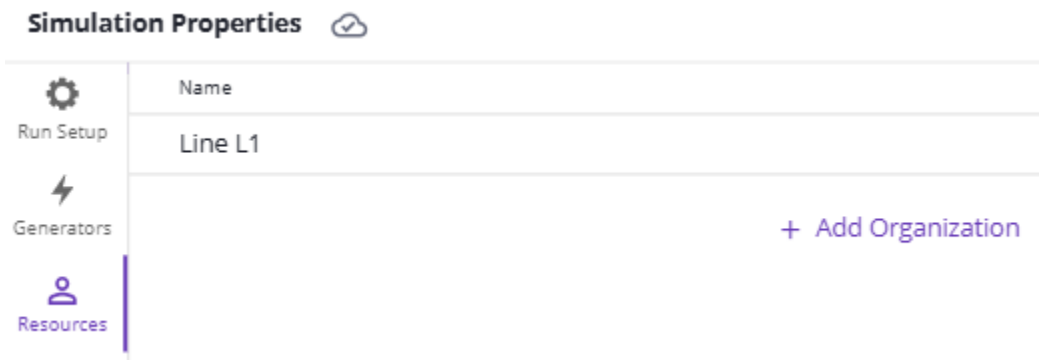 Simulation Properties
Name
Run Setup
Line L1
Generators
+ Add Organization
Resources